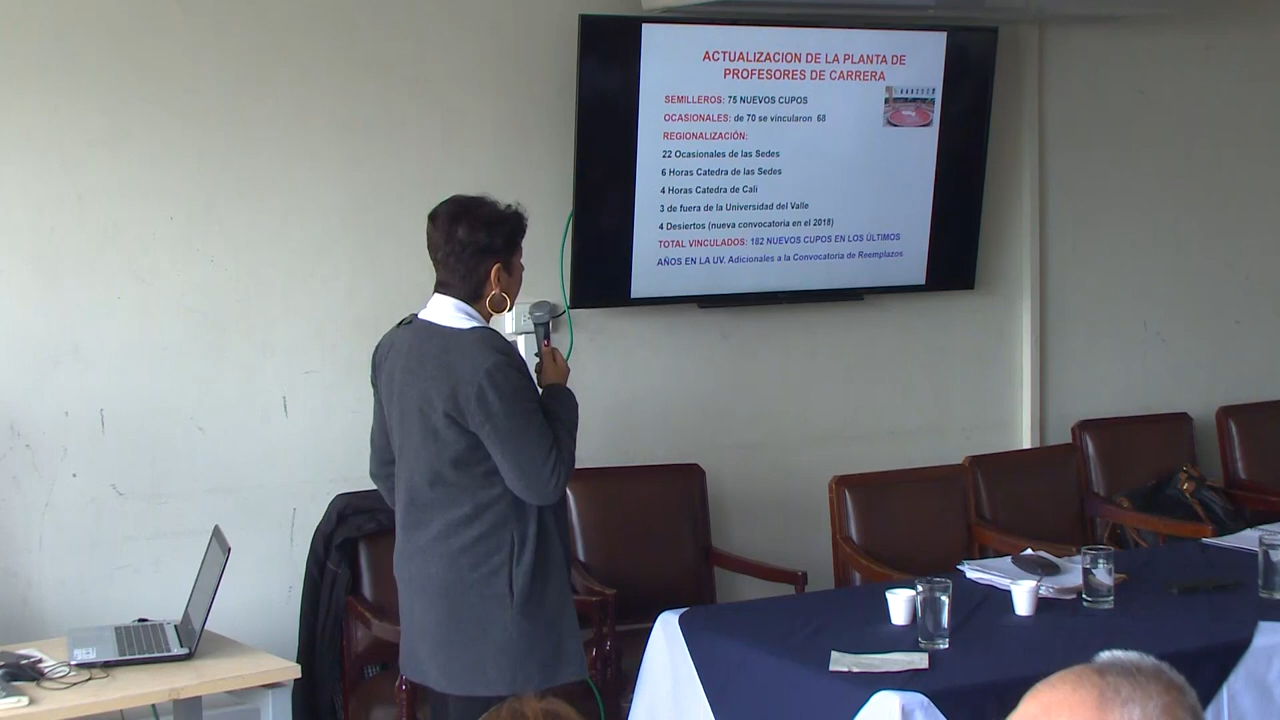 ACTUALIZACION DE LA PLANTA DE
PROFESORES DE CARRERA
SEMILLEROS: 75 NUEVOS CUPOS
OCASIONALES: de 70 se vincularon 68
REGIONALIZACIÓN:
22 Ocasionales de las Sedes
6 Horas Catedra de las Sedes
4 Horas Catedra de Cali
3 de fuera de la Universidad del Valle
4 Desiertos (nueva convocatoria en el 2018)
TOTAL VINCULADOS: 182 NUEVOS CUPOS EN LOS ÚLTIMOS
AÑOS EN LA UV. Adicionales a la Convocatoria de Reemplazos